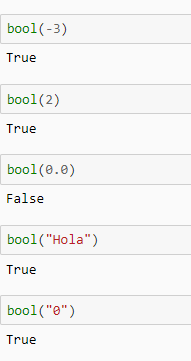 bool(-3)
True
bool(2)
True
bool(0.0)
False
bool("Hola")
True
bool("0")
True